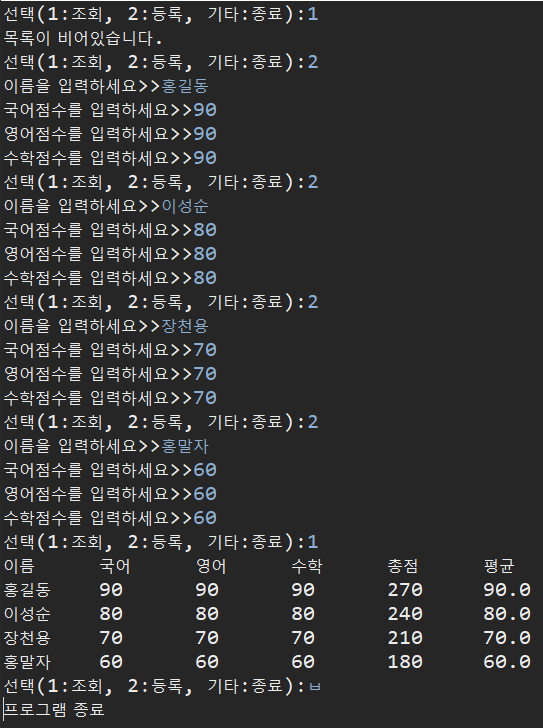 선택(1:조회, 2:등록, 기타:종료):1
목록이 비어있습니다.
선택(1:조회, 2:등록, 기타:종료):2
이름을 입력하세요>>홍길동
국어점수를 입력하세요>>90
영어점수를 입력하세요>>90
수학점수를 입력하세요>>90
선택(1:조회, 2:등록, 기타:종료):2
이름을 입력하세요>>이성순
국어점수를 입력하세요>>80
영어점수를 입력하세요>>80
수학점수를 입력하세요>>80
선택(1:조회, 2:등록, 기타:종료):2
이름을 입력하세요>>장천용
국어점수를 입력하세요>>70
영어점수를 입력하세요>>70
수학점수를 입력하세요>>70
선택(1:조회, 2:등록, 기타:종료):2
이름을 입력하세요>>홍말자
국어점수를 입력하세요>>60
영어점수를 입력하세요>>60
수학점수를 입력하세요>>60
선택(1:조회, 2:등록, 기타:종료):1
이름 국어 영어 수학 총점 평균
홍길동 90 90 90 270 90.0
이성순 80 80 80 240 80.0
장천용 70 70 70 210 70.0
홍말자 60 60 60 180 60.0
선택(1:조회, 2:등록, 기타:종료):ㅂ
프로그램 종료